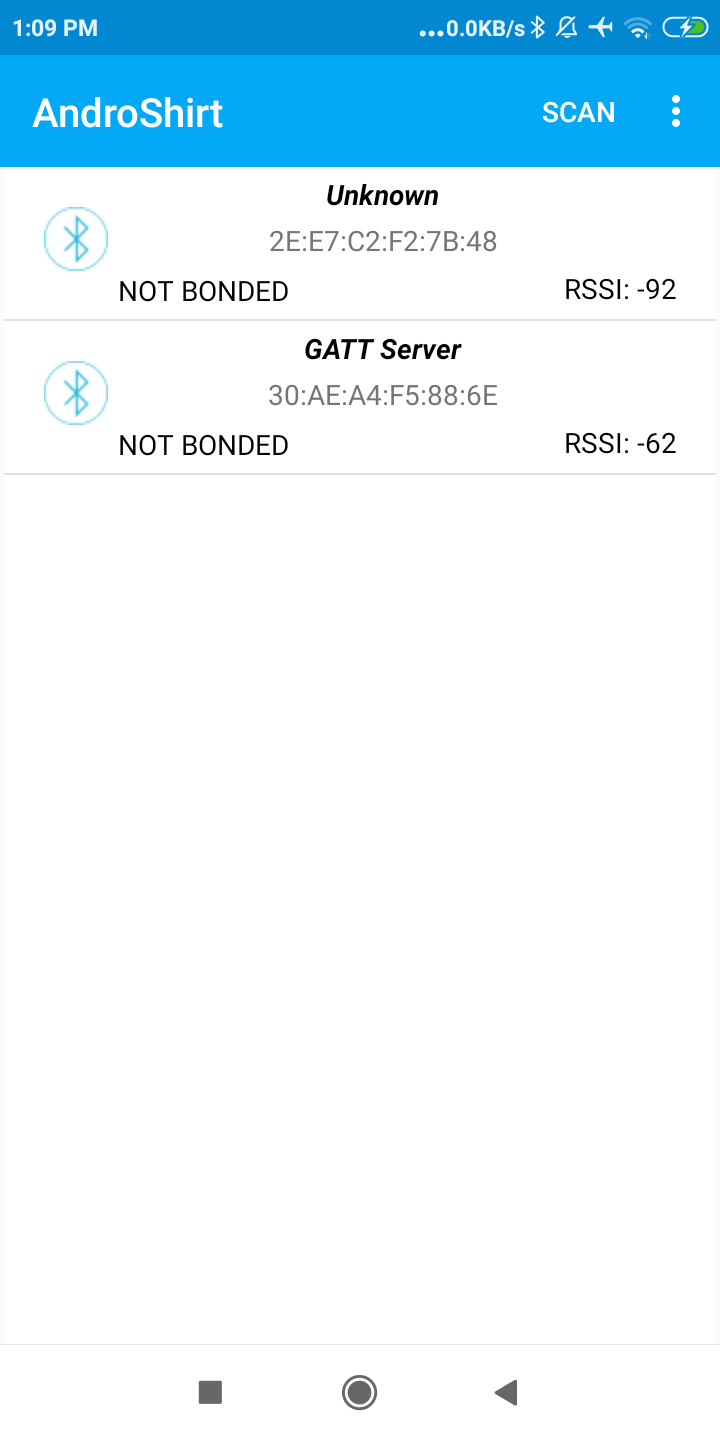 1:09 PM ...0.0KB/s
AndroShirt SCAN
Unknown
2E:E7:C2:F2:7B:48
NOT BONDED RSSI: -92
GATT Server
30:AE:A4:F5:88:6E
NOT BONDED RSSI: -62